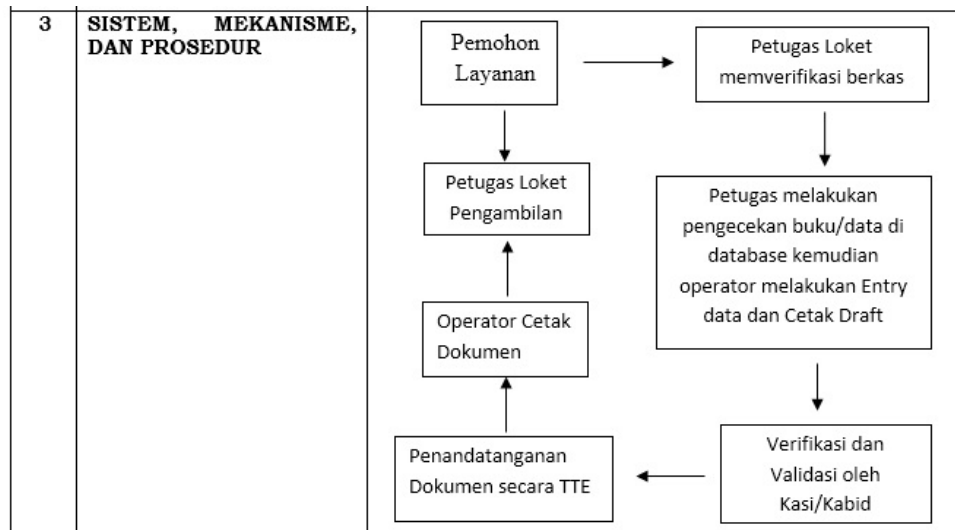 3
SISTEM, MEKANISME,
DAN PROSEDUR
Pemohon
Layanan
Petugas Loket
memverifikasi berkas
Petugas melakukan
pengecekan buku/data di
database kemudian
operator melakukan Entry
data dan Cetak Draft
Verifikasi dan
Validasi oleh
Kasi/Kabid
Penandatanganan
Dokumen secara TTE
Operator Cetak
Dokumen
Petugas Loket
Pengambilan